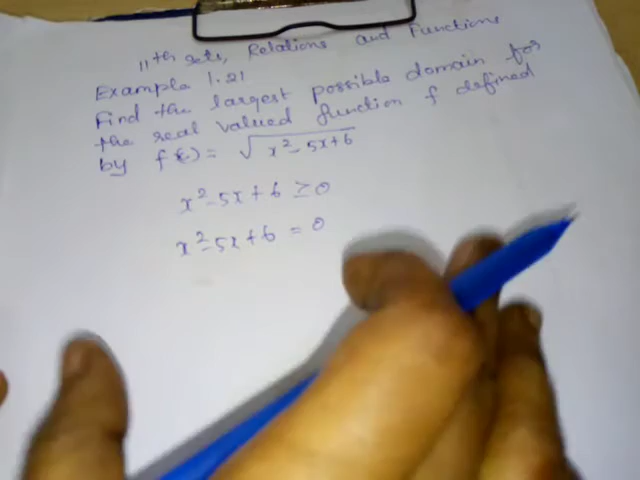 11th sets, Relations and Functions
Example 1.21
Find the largest possible domain for
the real valued function f defined
by f(x) = √x²-5x+6
x²-5x+6 ≥0
x²-5x+6 = 0